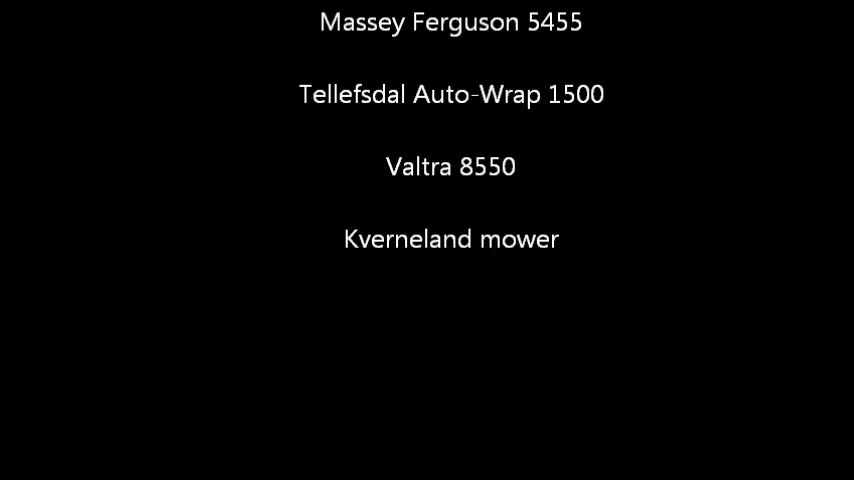 Massey Ferguson 5455
Tellefsdal Auto-Wrap 1500
Valtra 8550
Kverneland mower